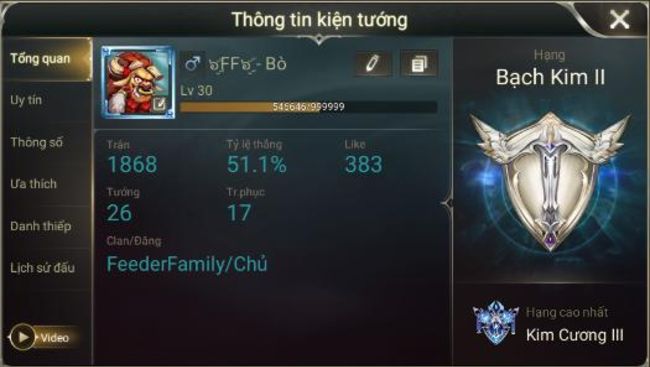 Thông tin kiện tướng
Tổng quan
Uy tín
Thông số
Ưa thích
Danh thiếp
Lịch sử đấu
Video
FF - Bò
Lv 30
545646/999999
Trận
1868
Tỷ lệ thắng
51.1%
Like
383
Tướng
26
Tr.phục
17
Clan/Đăng
FeederFamily/Chủ
Hạng
Bạch Kim II
Hạng cao nhất
Kim Cương III